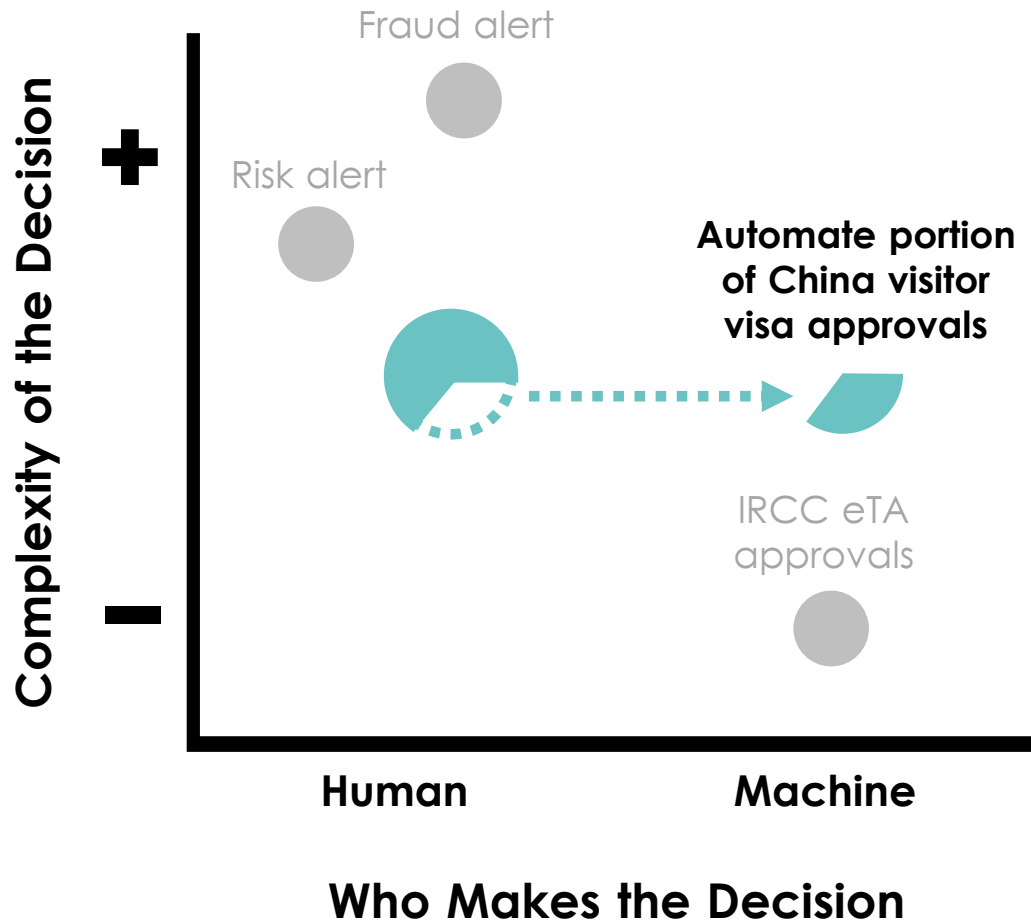 Fraud alert
Risk alert
Automate portion
of China visitor
visa approvals
IRCC eTA
approvals
Complexity of the Decision
+
−
Human
Machine
Who Makes the Decision